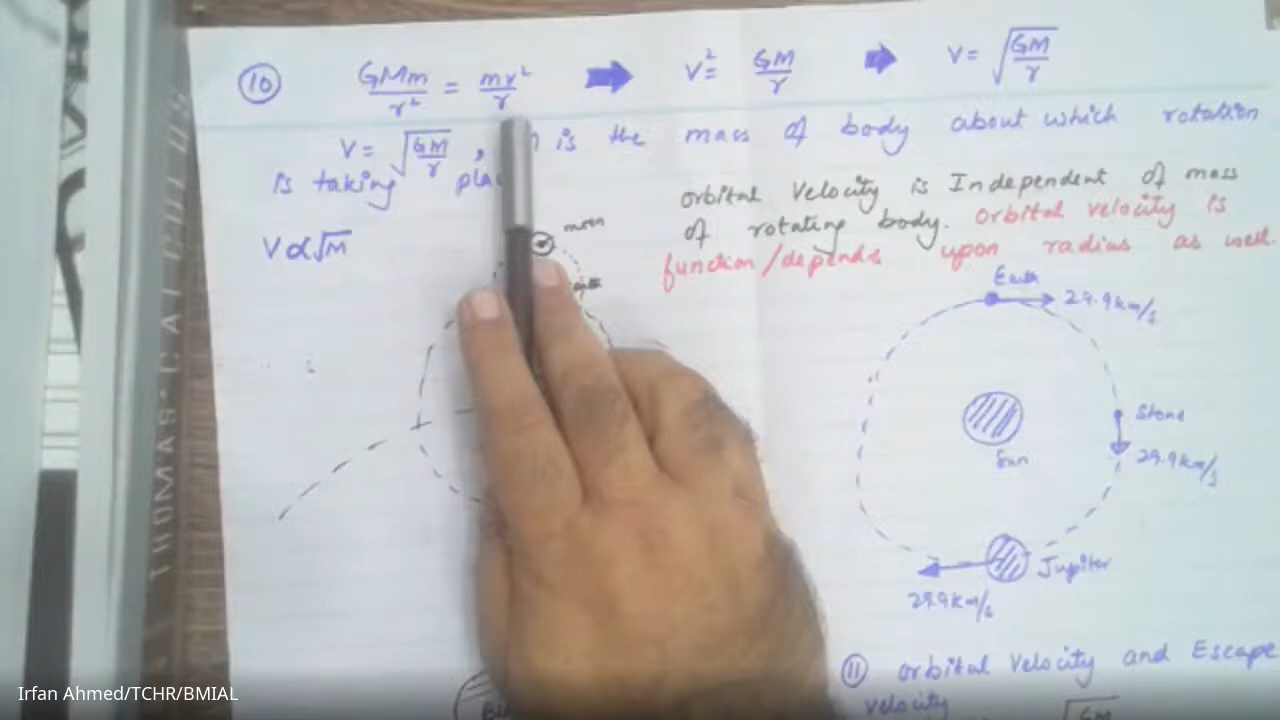 10 GMm/r² = mv²/r ➡ v² = GM/r ➡ v = √GM/r
v = √GM/r , is the mass of body about which rotation
is taking
V∝√M
orbital Velocity is Independent of mass
of rotating body. orbital velocity is
function/depends upon radius as well.
moon
Earth
29.9km/s
Stone
29.9km/s
Sun
Jupiter
29.9km/s
11 orbital Velocity and Escape
velocity
GM
THOMAS' CALCULUS
Irfan Ahmed/TCHR/BMIAL